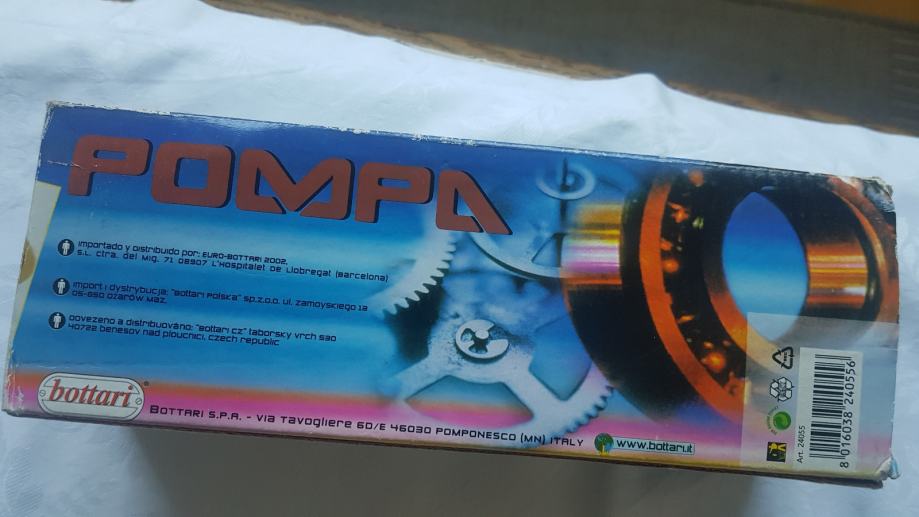 POMPA
importado y distribuido por: EURO-BOTTARI 2002,
S.L. ctra. del Mig, 71 08907 L'Hospitalet de Llobregat (Barcelona)
import i dystrybucja: "Bottari Polska" sp.z.o.o. ul. zamoyskiego 12
05-850 Ozarów Maz.
dovezeno a distribuováno: "Bottari CZ" Taborsky vrch 530
40722 Benesov nad Ploucnici, Czech Republic
bottari®
BOTTARI S.P.A. - via Tavogliere 60/E 46030 POMPONESCO (MN) ITALY
www.bottari.it
Art. 24055
8 016038 240556